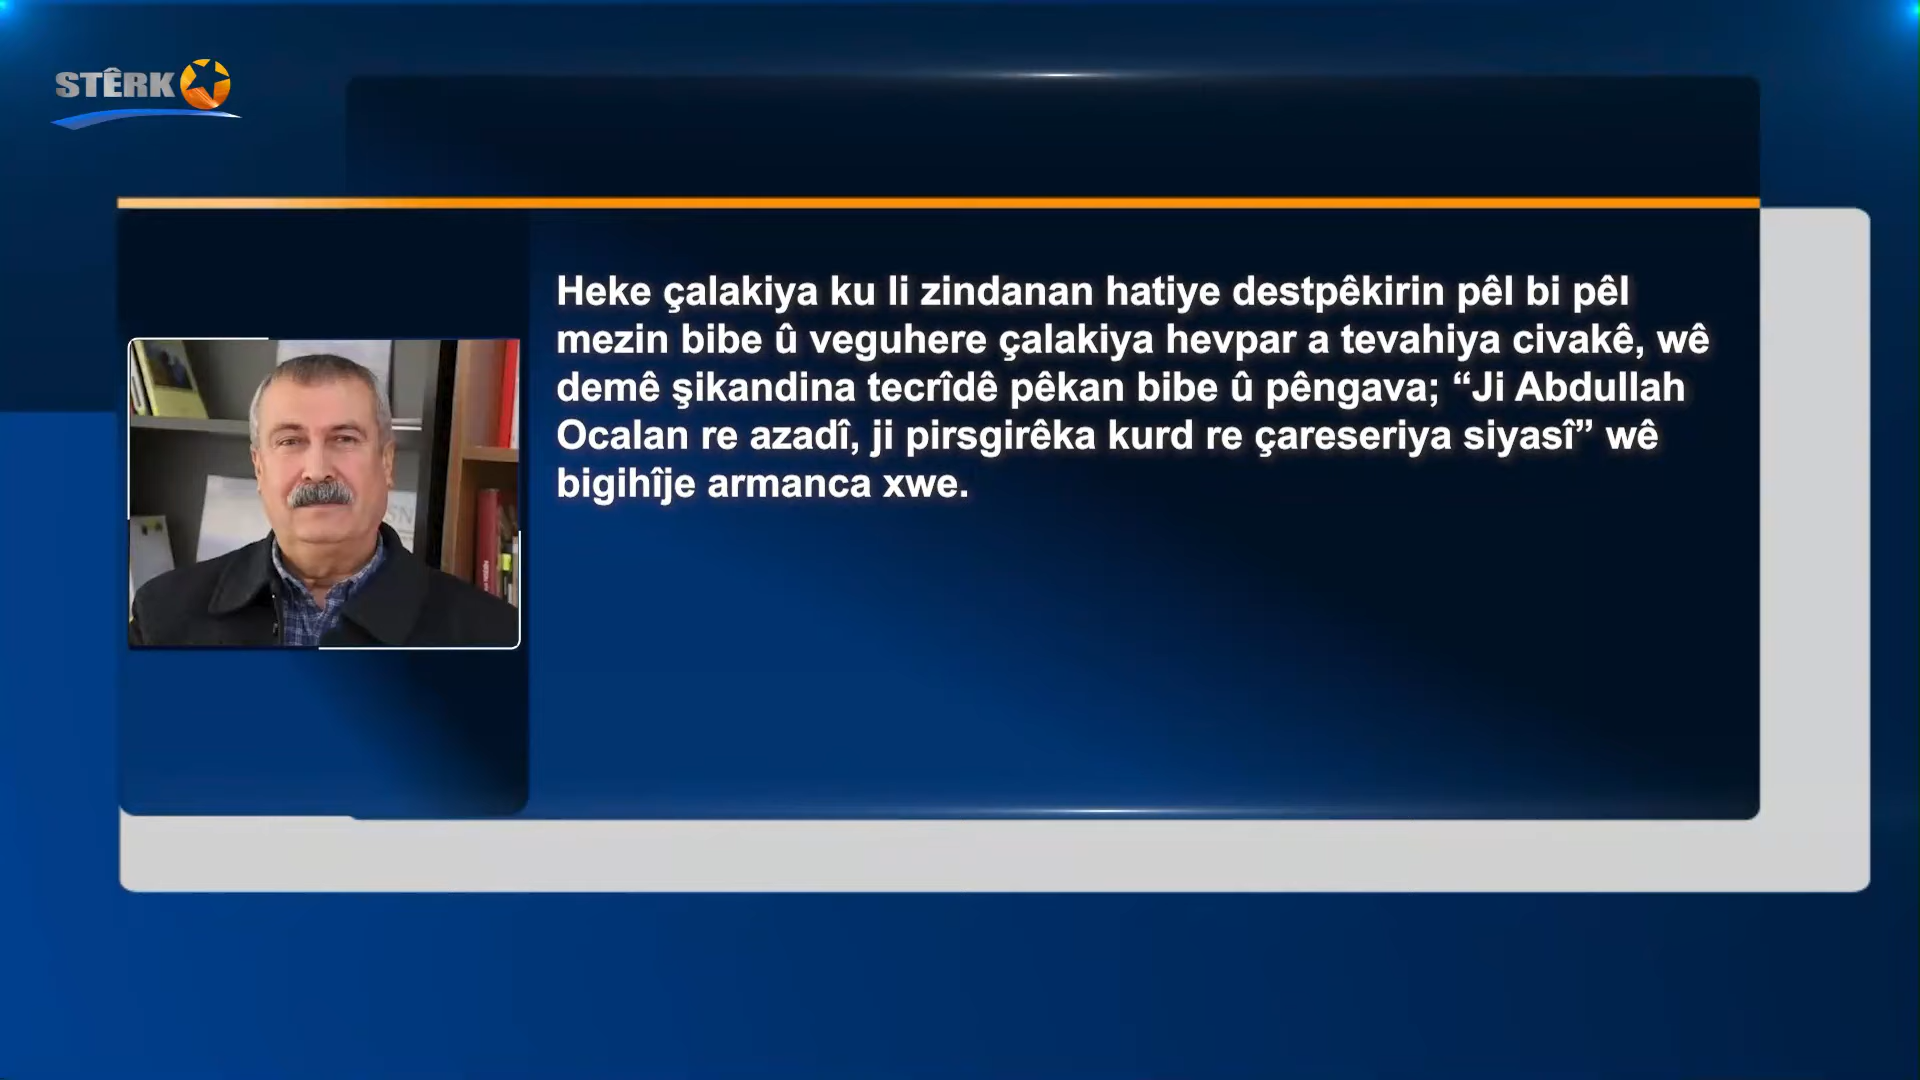 STÊRK
Heke çalakiya ku li zindanan hatiye destpêkirin pêl bi pêl
mezin bibe û veguhere çalakiya hevpar a tevahiya civakê, wê
demê şikandina tecrîdê pêkan bibe û pêngava; “Ji Abdullah
Ocalan re azadî, ji pirsgirêka kurd re çareseriya siyasî” wê
bigihîje armanca xwe.